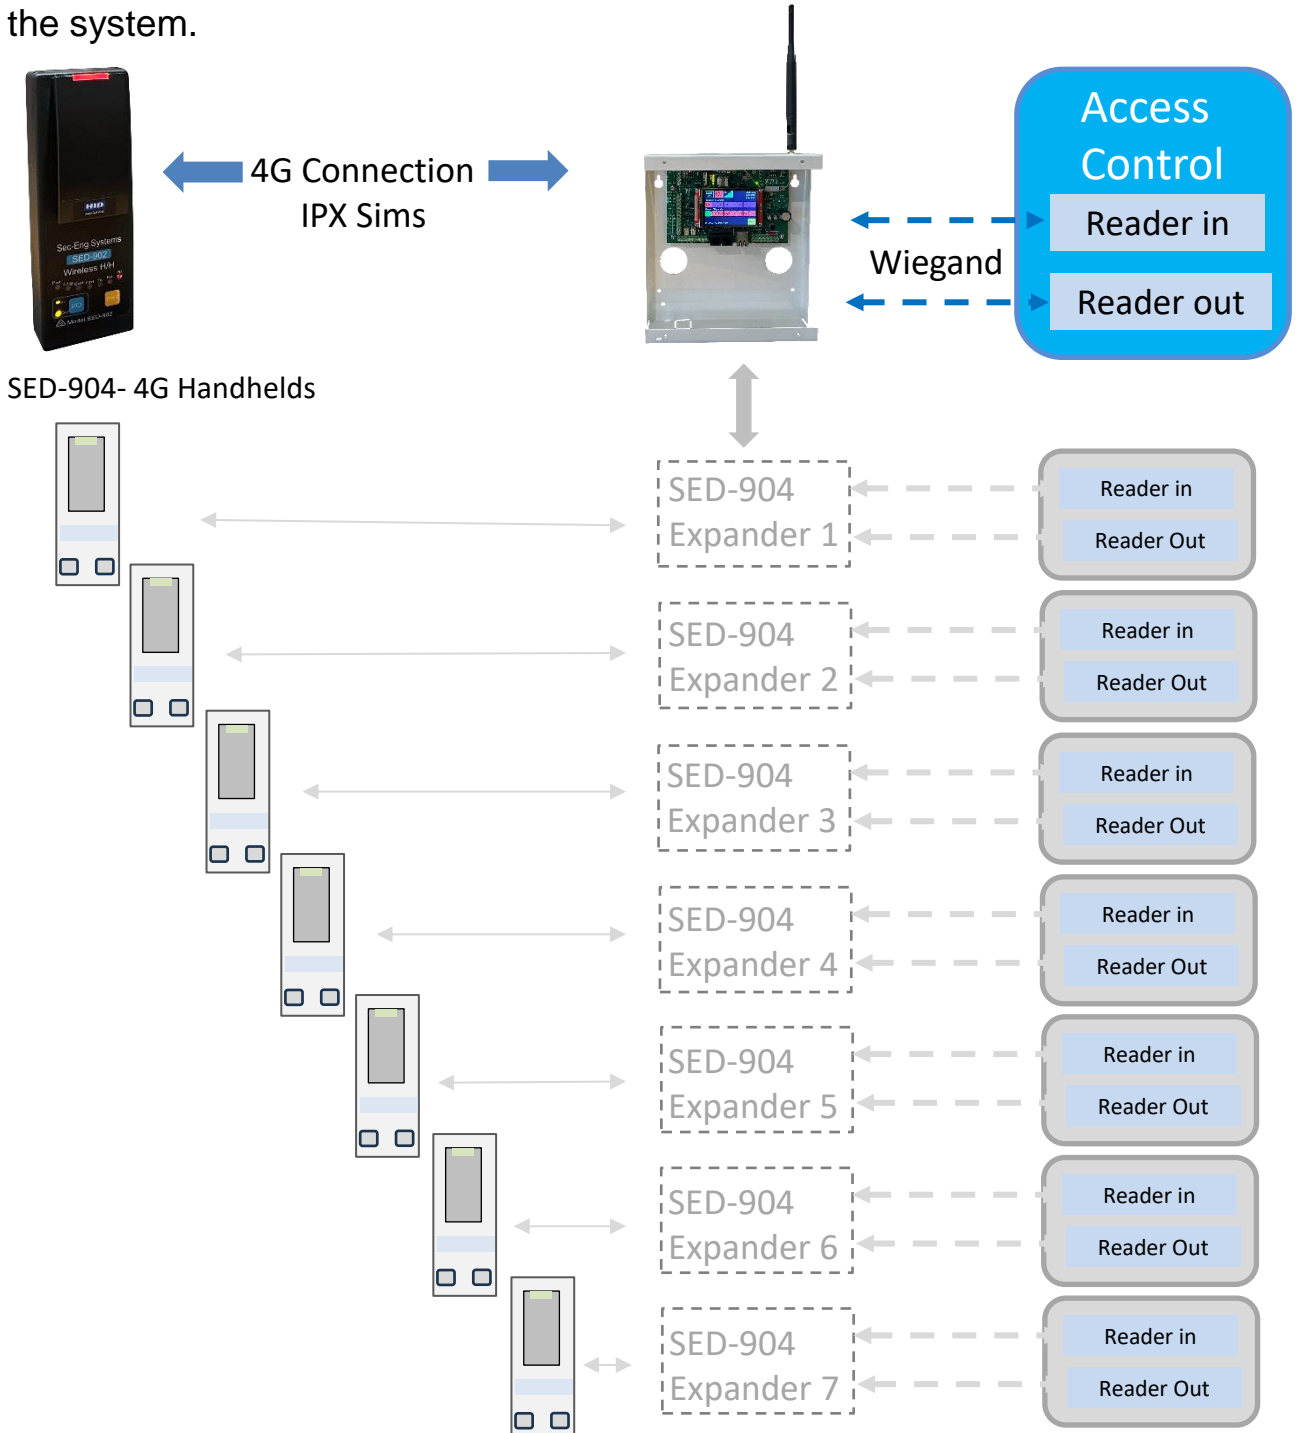 the system.
4G Connection
IPX Sims
Access
Control
Reader in
Reader out
Wiegand
HID
Sec-Eng Systems
SED-902
Wireless H/H
I/O
Model SED-902
SED-904- 4G Handhelds
SED-904
Expander 1
Reader in
Reader Out
SED-904
Expander 2
Reader in
Reader Out
SED-904
Expander 3
Reader in
Reader Out
SED-904
Expander 4
Reader in
Reader Out
SED-904
Expander 5
Reader in
Reader Out
SED-904
Expander 6
Reader in
Reader Out
SED-904
Expander 7
Reader in
Reader Out